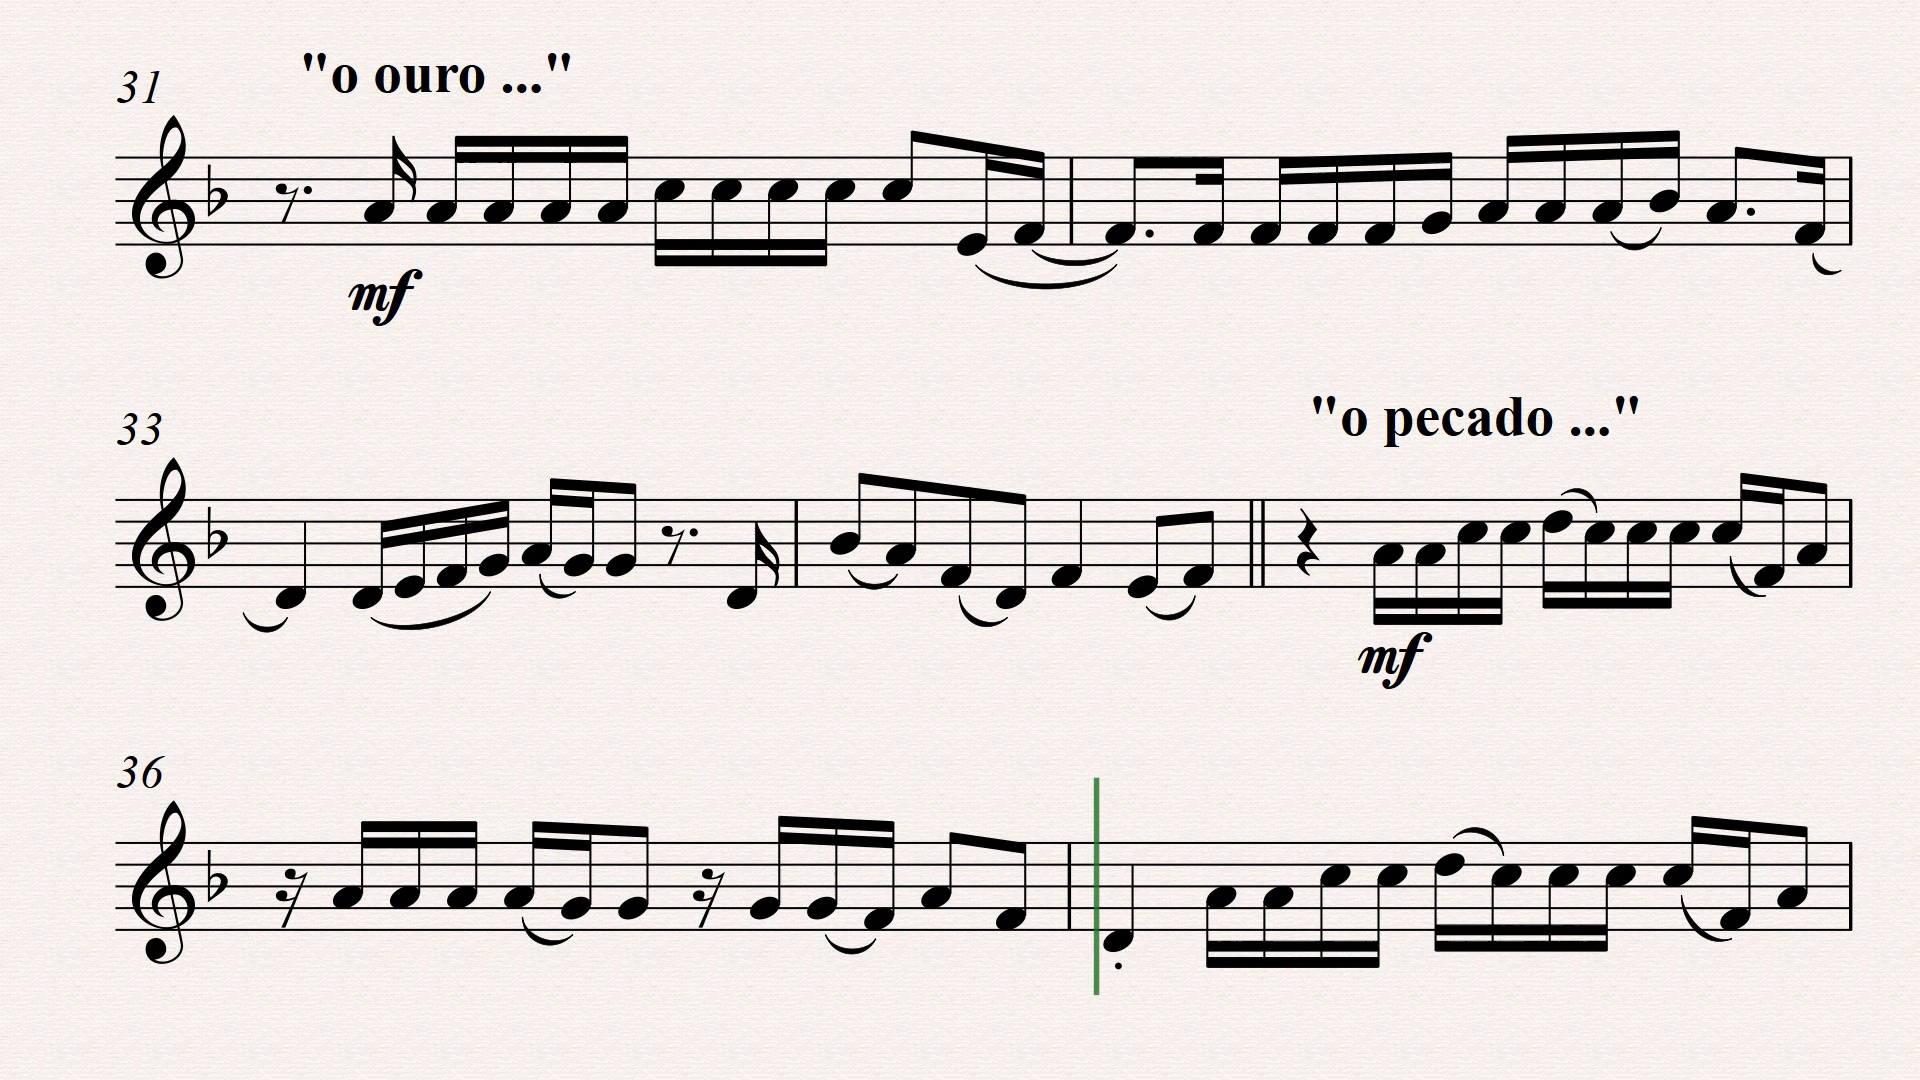 "o ouro ..."
31
mf
33
"o pecado ..."
mf
36